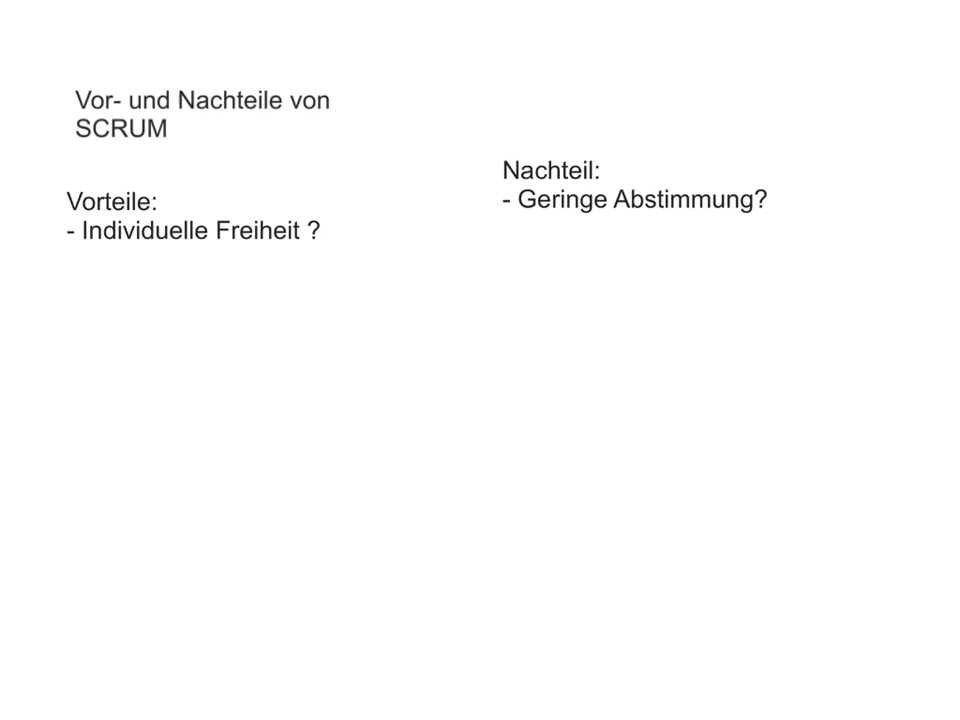 Vor- und Nachteile von
SCRUM
Vorteile:
- Individuelle Freiheit ?
Nachteil:
- Geringe Abstimmung?